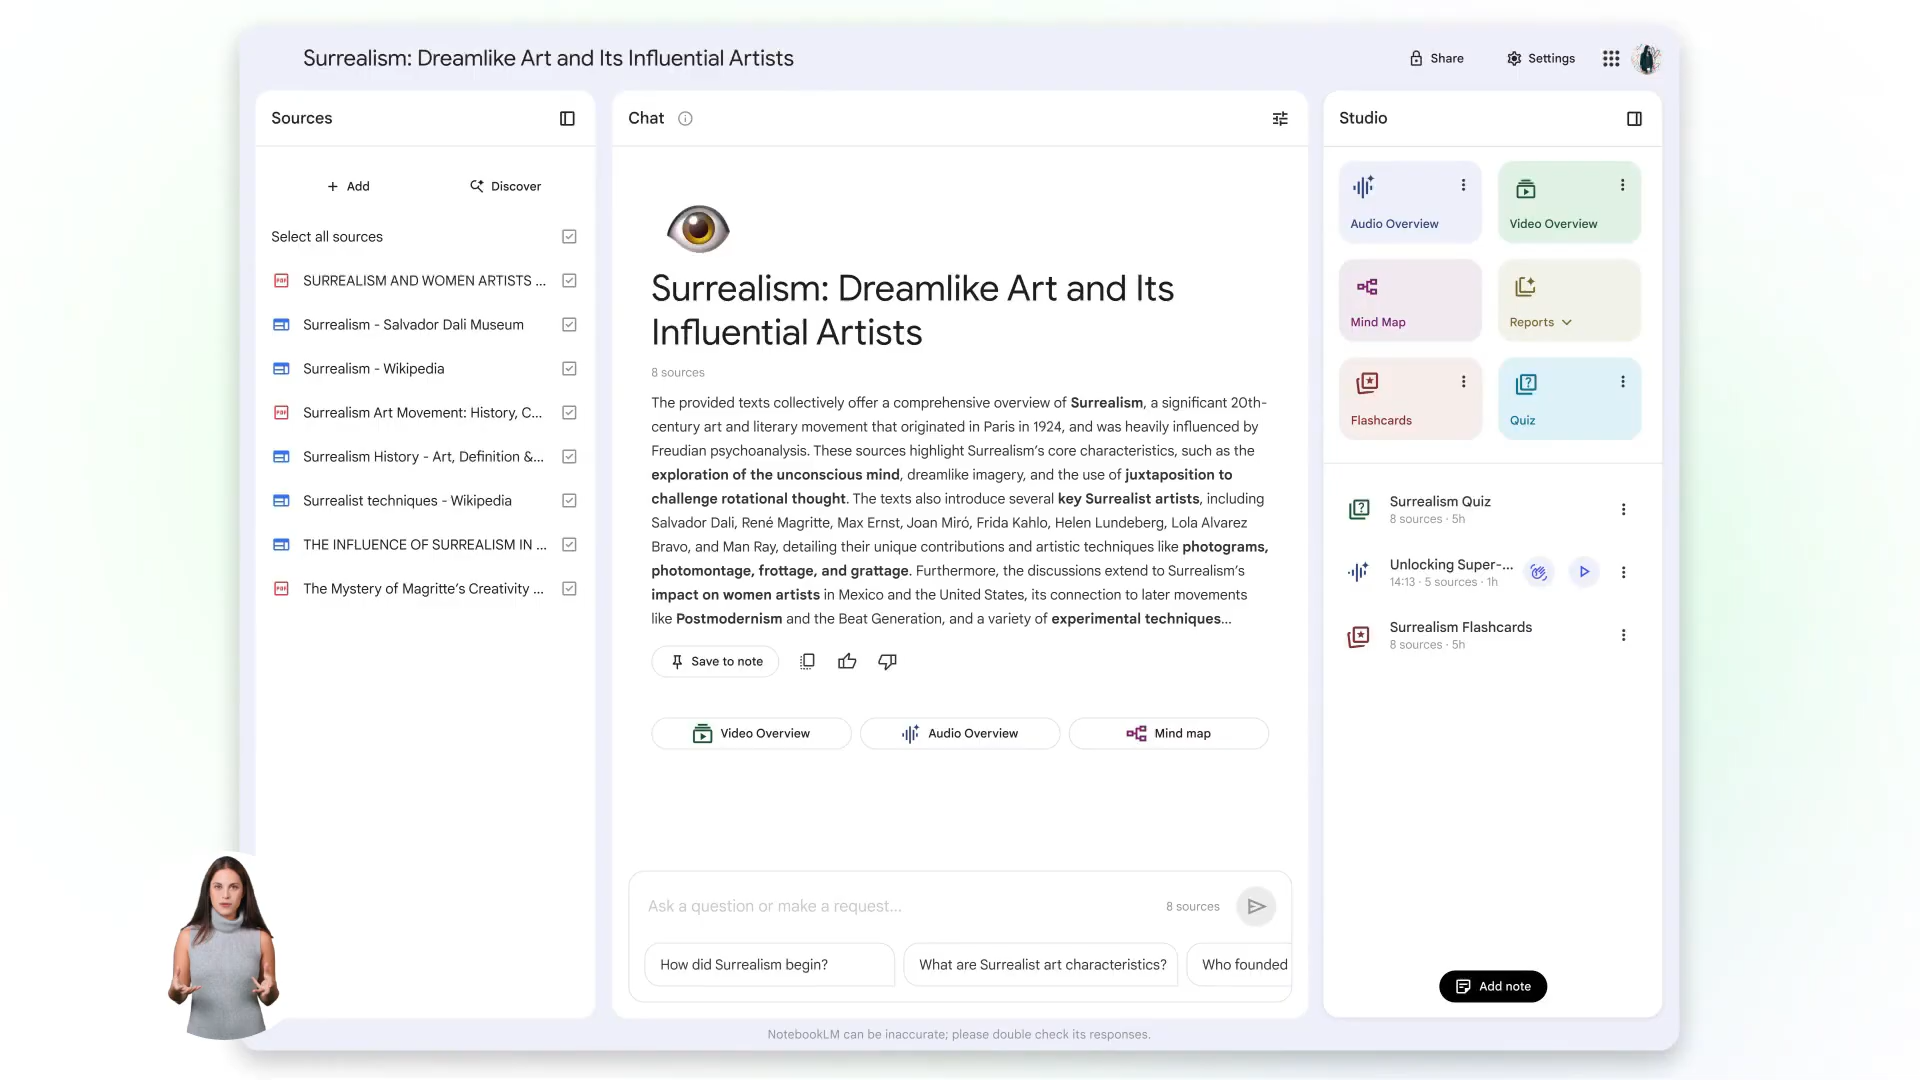 Surrealism: Dreamlike Art and Its Influential Artists
Share
Settings
Sources
Add
Discover
Select all sources
SURREALISM AND WOMEN ARTISTS ...
Surrealism - Salvador Dali Museum
Surrealism - Wikipedia
Surrealism Art Movement: History, C...
Surrealism History - Art, Definition &...
Surrealist techniques - Wikipedia
THE INFLUENCE OF SURREALISM IN ...
The Mystery of Magritte's Creativity ...
Chat
Surrealism: Dreamlike Art and Its
Influential Artists
8 sources
The provided texts collectively offer a comprehensive overview of Surrealism, a significant 20th-
century art and literary movement that originated in Paris in 1924, and was heavily influenced by
Freudian psychoanalysis. These sources highlight Surrealism's core characteristics, such as the
exploration of the unconscious mind, dreamlike imagery, and the use of juxtaposition to
challenge rotational thought. The texts also introduce several key Surrealist artists, including
Salvador Dali, René Magritte, Max Ernst, Joan Miró, Frida Kahlo, Helen Lundeberg, Lola Alvarez
Bravo, and Man Ray, detailing their unique contributions and artistic techniques like photograms,
photomontage, frottage, and grattage. Furthermore, the discussions extend to Surrealism's
impact on women artists in Mexico and the United States, its connection to later movements
like Postmodernism and the Beat Generation, and a variety of experimental techniques...
Save to note
Video Overview
Audio Overview
Mind map
Ask a question or make a request...
8 sources
How did Surrealism begin?
What are Surrealist art characteristics?
Who founded
NotebookLM can be inaccurate; please double check its responses.
Studio
Audio Overview
Video Overview
Mind Map
Reports
Flashcards
Quiz
Surrealism Quiz
8 sources · 5h
Unlocking Super-...
14:13 · 5 sources · 1h
Surrealism Flashcards
8 sources · 5h
Add note